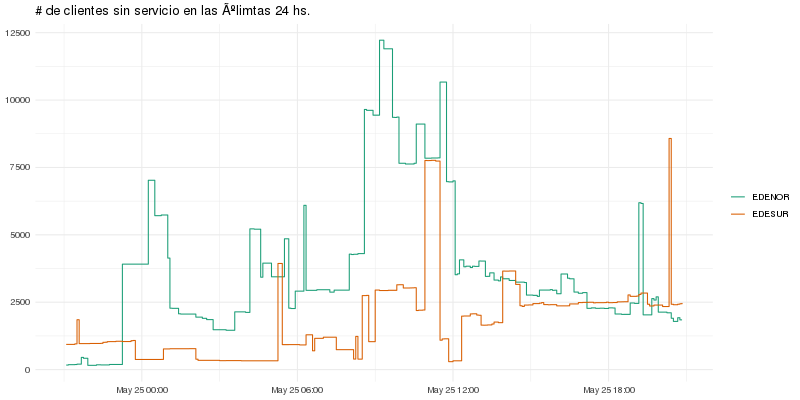 # de clientes sin servicio en las Ãºlimtas 24 hs.
12500
10000
7500
5000
2500
0
May 25 00:00
May 25 06:00
May 25 12:00
May 25 18:00
EDENOR
EDESUR